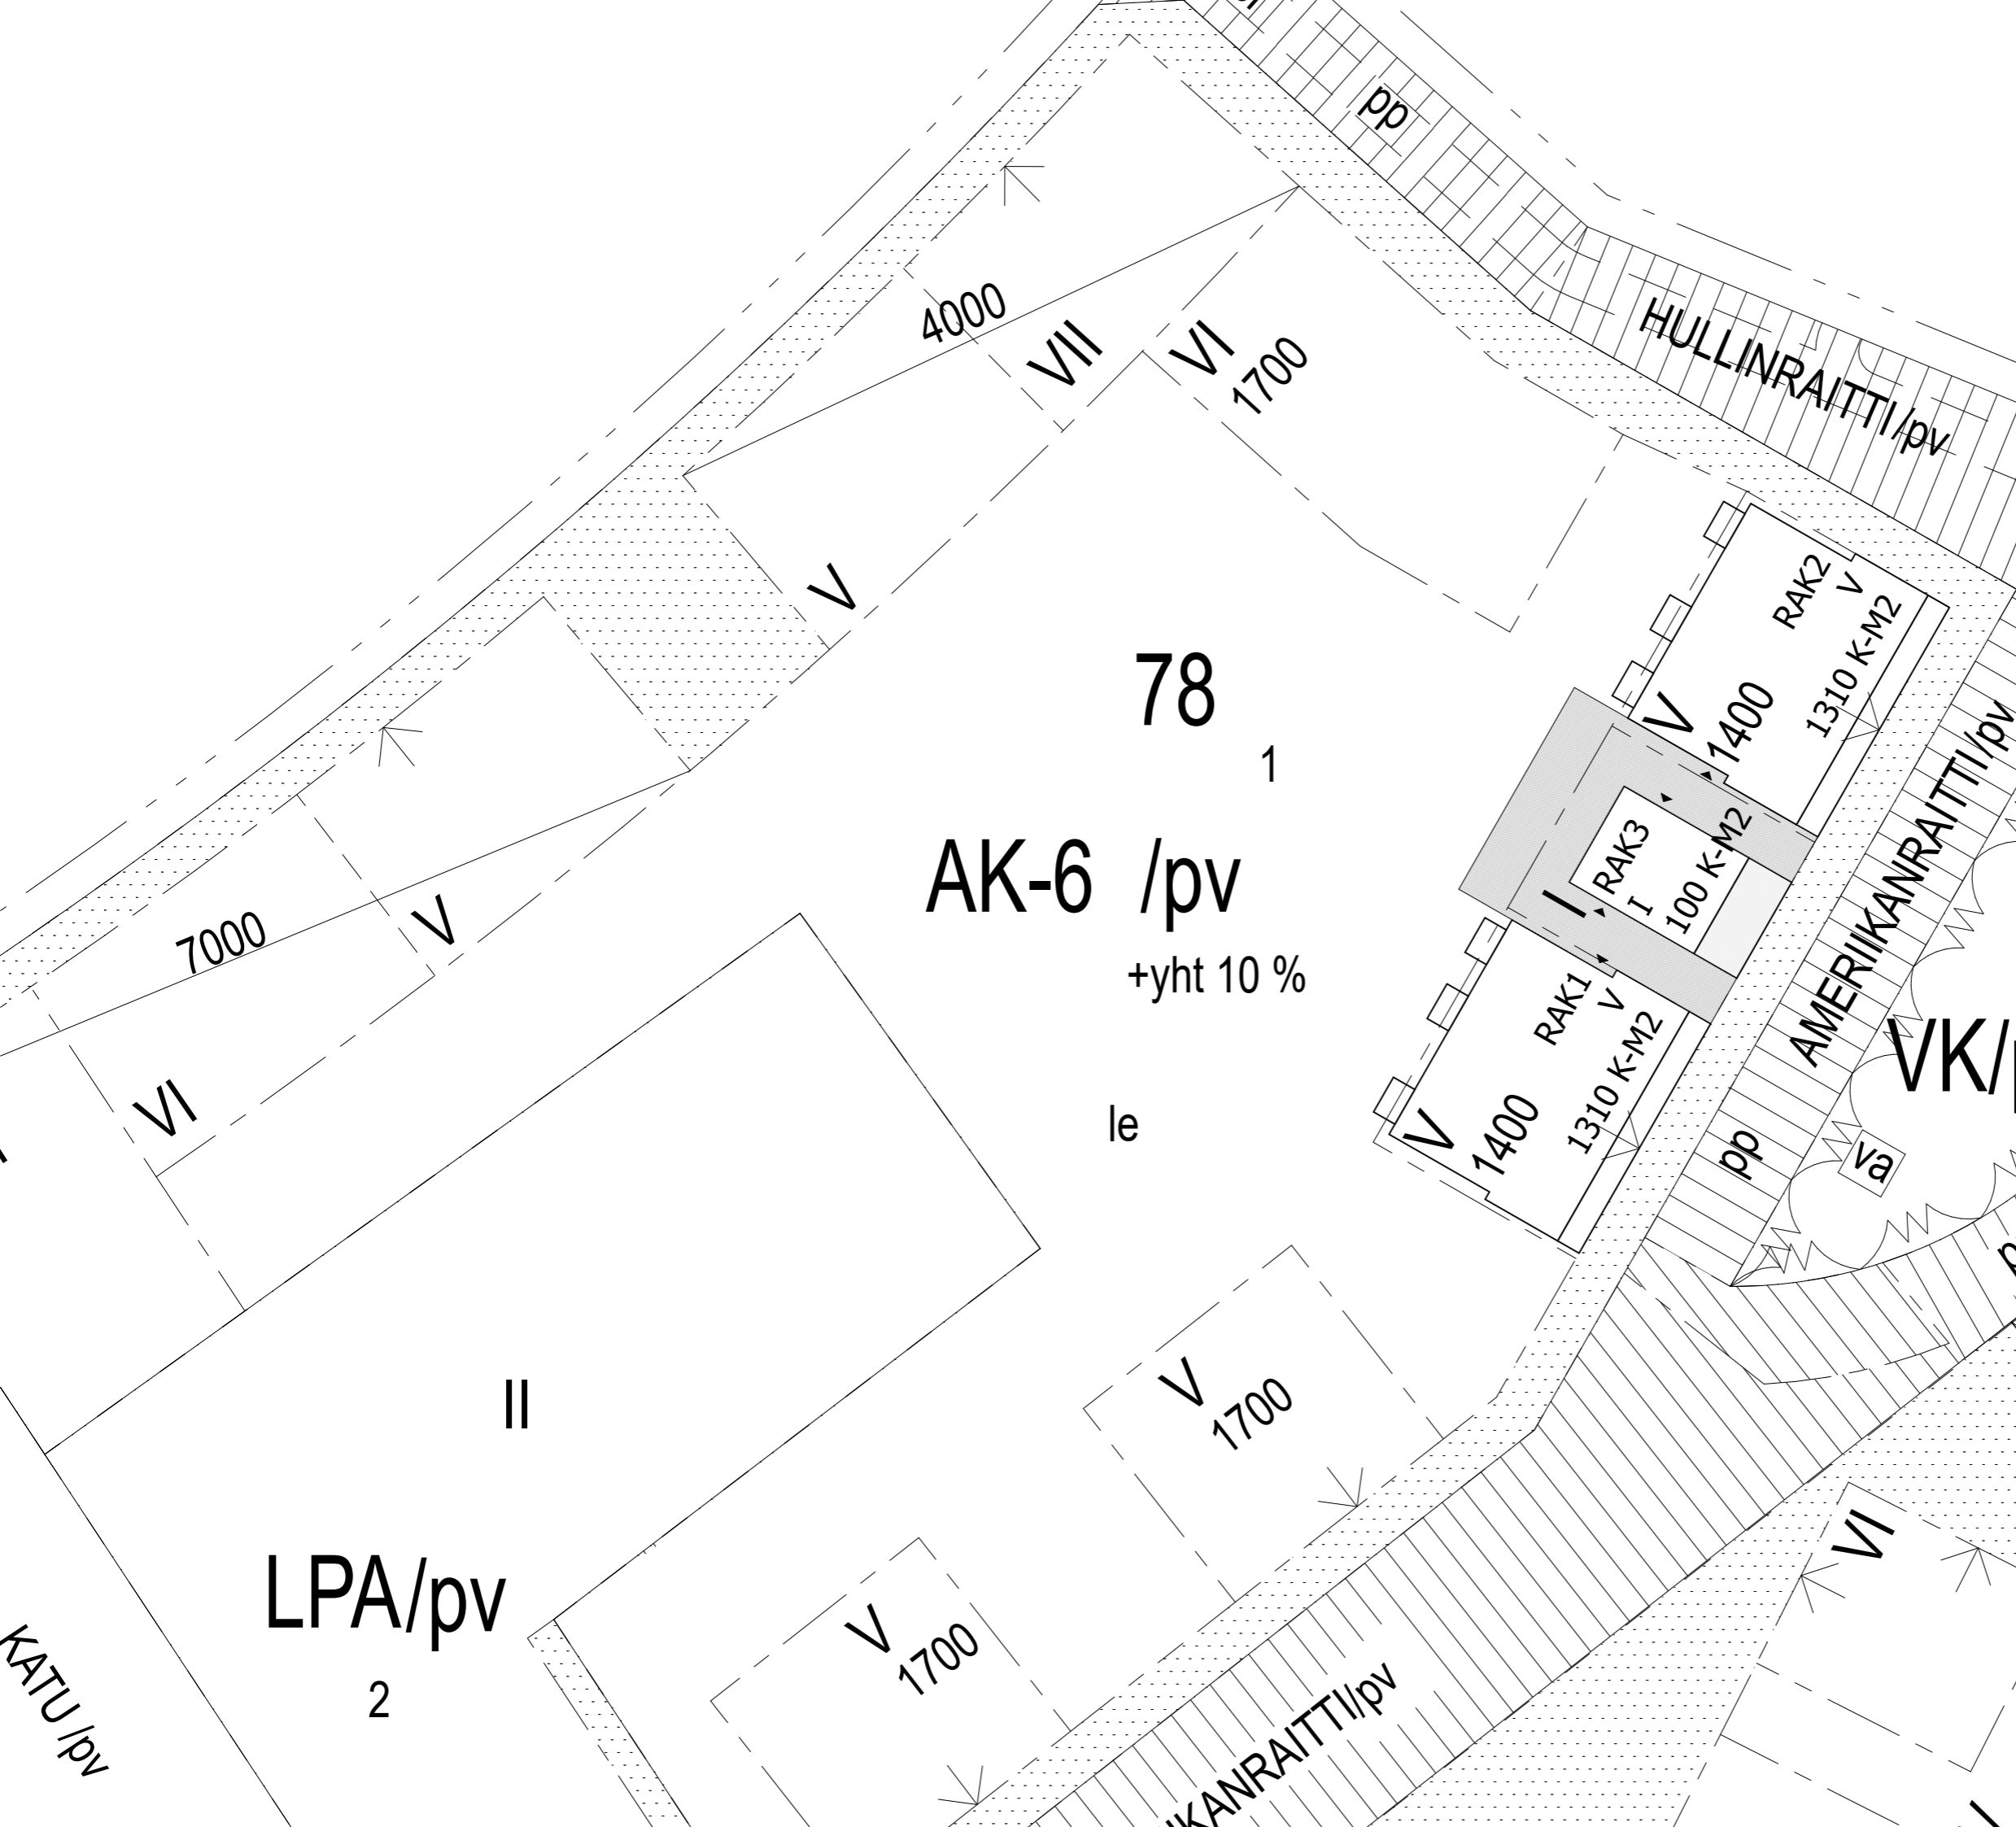 pp
HULLINRAITTI/pv
4000
VII
VI
1700
V
78
1
AK-6 /pv
+yht 10 %
le
RAK2
V
1310 K-M2
V
1400
RAK3
I
100 K-M2
I
RAK1
V
1310 K-M2
V
1400
AMERIIKANRAITTI/pv
pp
VK/
va
7000
V
VI
II
LPA/pv
2
KATU/pv
V
1700
V
1700
IKANRAITTI/pv
VI